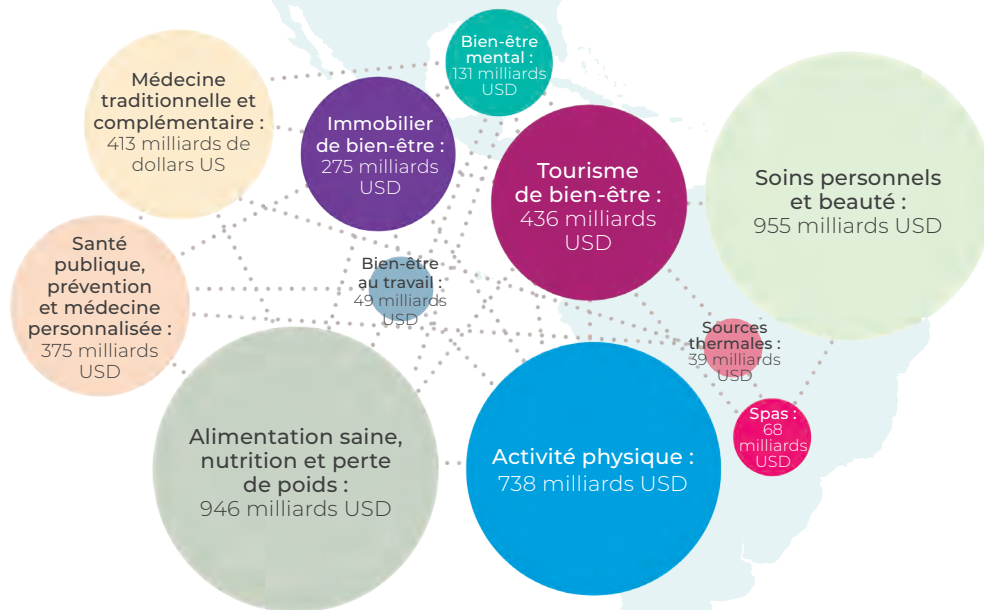 Bien-être
mental :
131 milliards
USD
Médecine
traditionnelle et
complémentaire :
413 milliards de
dollars US
Immobilier
de bien-être :
275 milliards
USD
Tourisme
de bien-être :
436 milliards
USD
Soins personnels
et beauté :
955 milliards USD
Santé
publique,
prévention
et médecine
personnalisée :
375 milliards
USD
Bien-être
au travail :
49 milliards
USD
Sources
thermales :
39 milliards
USD
Spas :
68
milliards
USD
Alimentation saine,
nutrition et perte
de poids :
946 milliards USD
Activité physique :
738 milliards USD